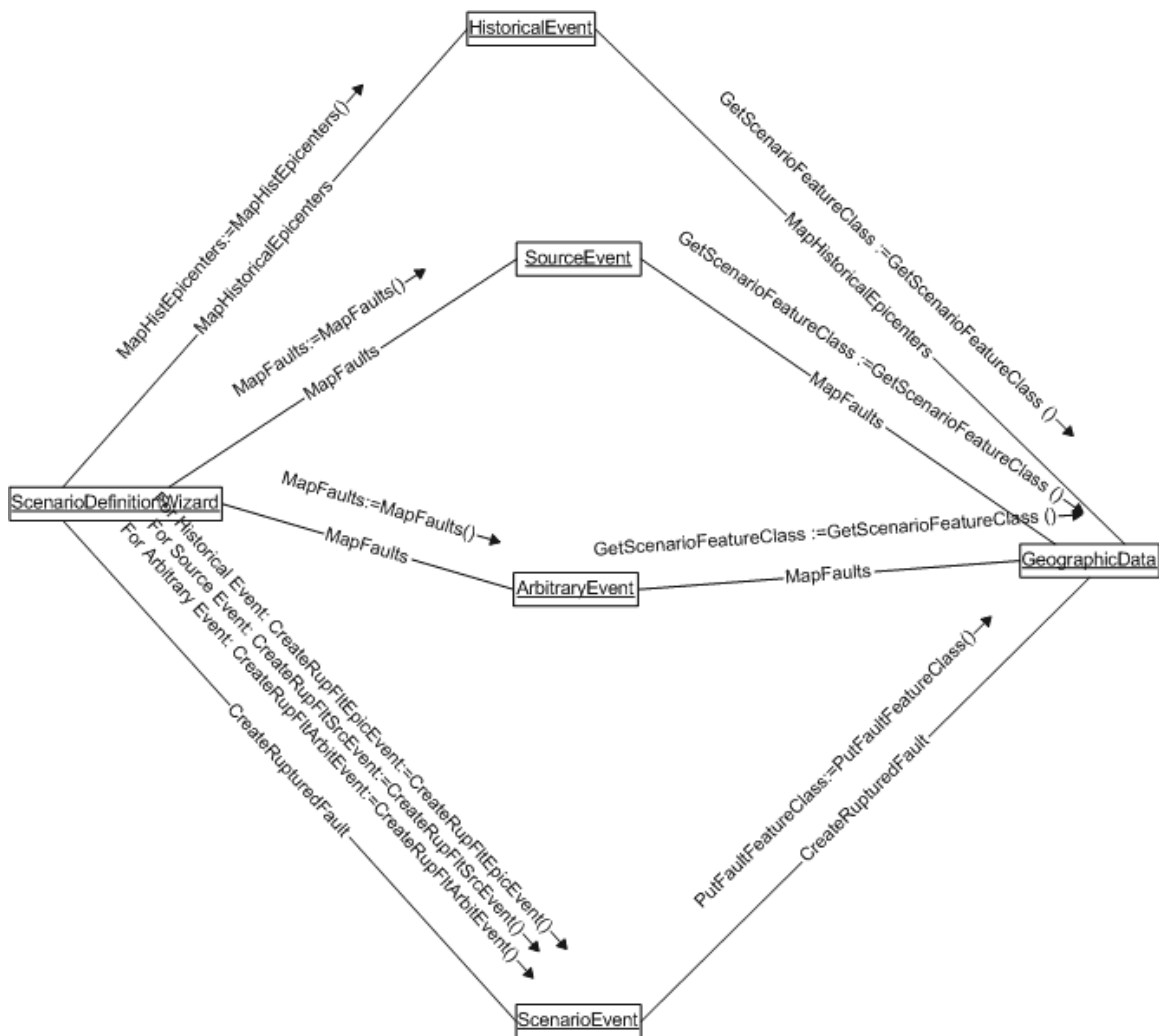 HistoricalEvent
MapHistEpicenters:=MapHistEpicenters()
MapHistoricalEpicenters
GetScenarioFeatureClass :=GetScenarioFeatureClass ()
MapHistoricalEpicenters
SourceEvent
MapFaults:=MapFaults()
MapFaults
GetScenarioFeatureClass :=GetScenarioFeatureClass ()
MapFaults
ScenarioDefinitionWizard
MapFaults:=MapFaults()
MapFaults
ArbitraryEvent
GetScenarioFeatureClass :=GetScenarioFeatureClass ()
MapFaults
GeographicData
For Historical Event: CreateRupFltEpicEvent:=CreateRupFltEpicEvent()
For Source Event: CreateRupFltSrcEvent:=CreateRupFltSrcEvent()
For Arbitrary Event: CreateRupFltArbitEvent:=CreateRupFltArbitEvent()
CreateRupturedFault
PutFaultFeatureClass:=PutFaultFeatureClass()
CreateRupturedFault
ScenarioEvent